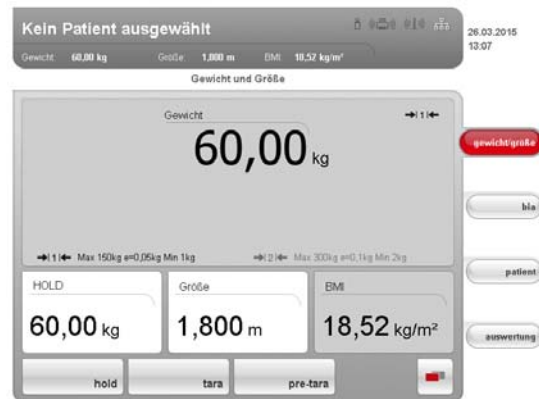 Kein Patient ausgewählt
26.03.2015
13:07
Gewicht: 60,00 kg Größe: 1,800 m BMI: 18,52 kg/m²
Gewicht und Größe
Gewicht
→|1|←
60,00 kg
→|1|← Max 150kg e=0,05kg Min 1kg →|2|← Max 300kg e=0,1kg Min 2kg
HOLD Größe BMI
60,00 kg 1,800 m 18,52 kg/m²
hold tara pre-tara
gewicht/größe
bia
patient
auswertung